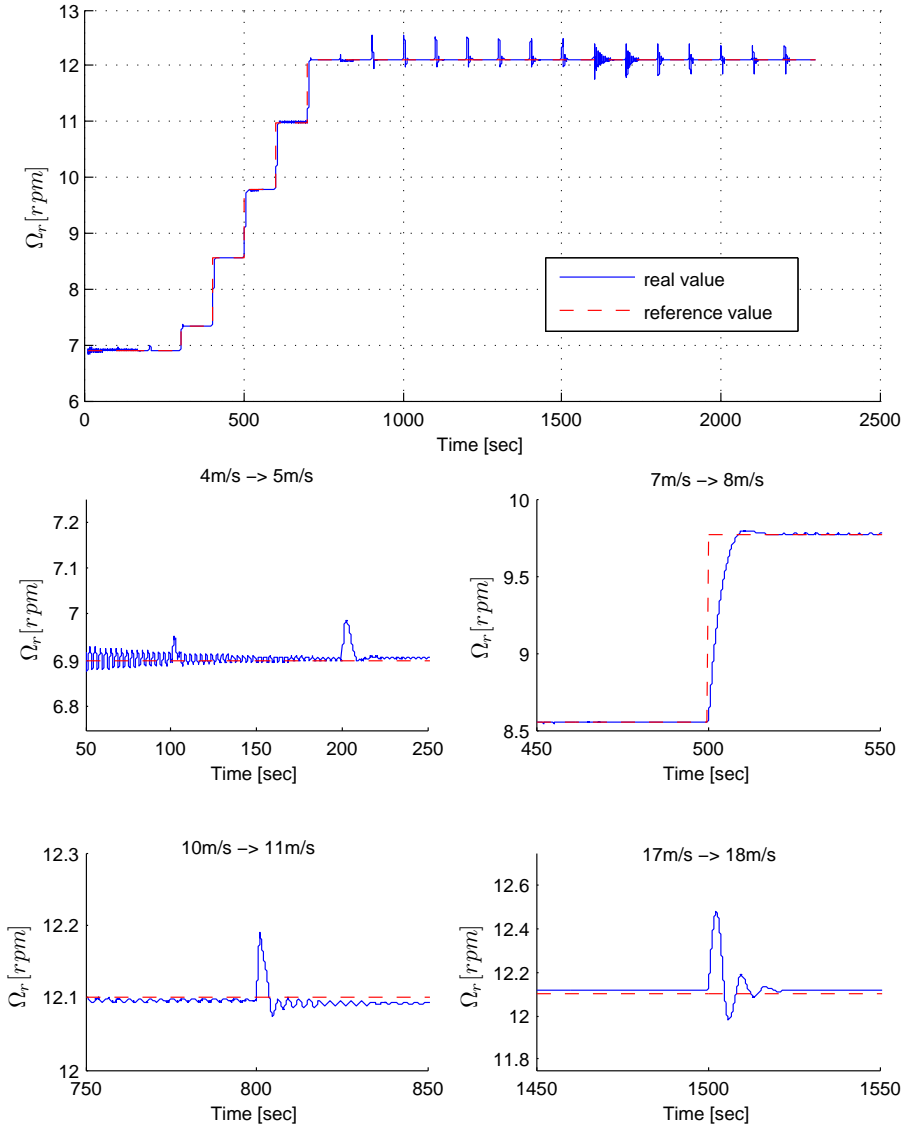 13
12
11
10
9
8
7
6
Ω_r [rpm]
0 500 1000 1500 2000 2500
Time [sec]
real value
reference value
4m/s −> 5m/s
7.2
7.1
7
6.9
6.8
Ω_r [rpm]
50 100 150 200 250
Time [sec]
7m/s −> 8m/s
10
9.5
9
8.5
Ω_r [rpm]
450 500 550
Time [sec]
10m/s −> 11m/s
12.3
12.2
12.1
12
Ω_r [rpm]
750 800 850
Time [sec]
17m/s −> 18m/s
12.6
12.4
12.2
12
11.8
Ω_r [rpm]
1450 1500 1550
Time [sec]